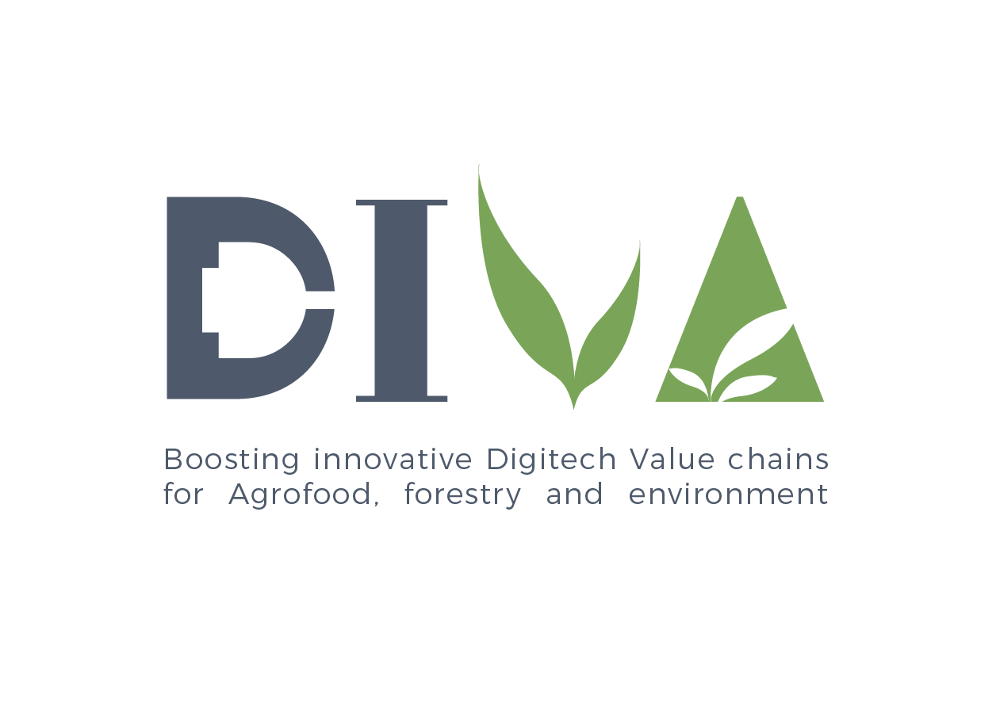 DIVA
Boosting innovative Digitech Value chains
for Agrofood, forestry and environment